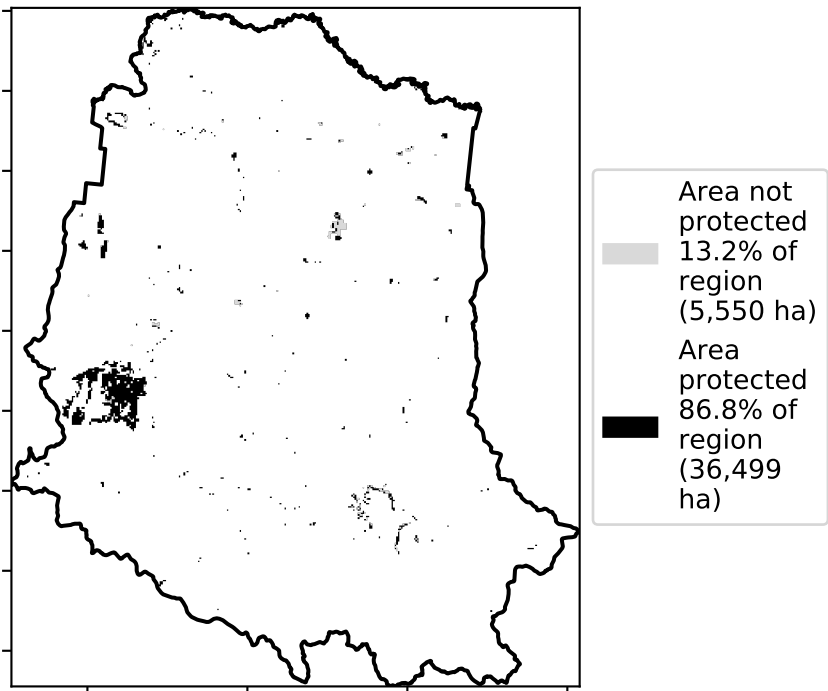 Area not
protected
13.2% of
region
(5,550 ha)
Area
protected
86.8% of
region
(36,499
ha)